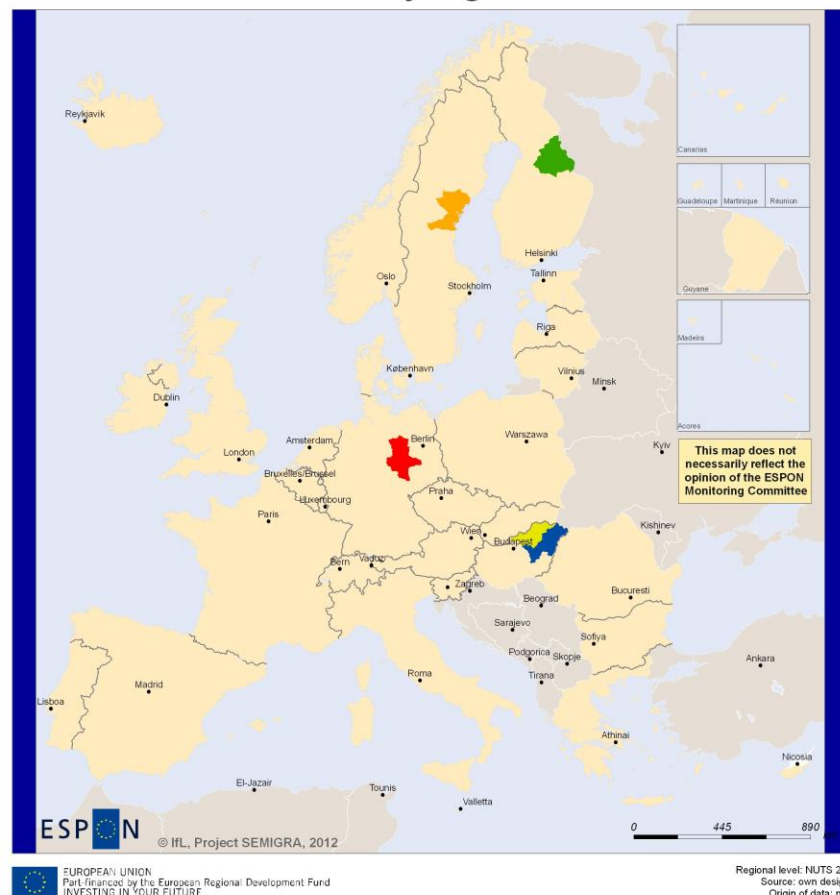 Reykjavik
Canarias
Guadeloupe
Martinique
Réunion
Guyane
Helsinki
Tallinn
Oslo
Stockholm
Madeira
Riga
København
Vilnius
Minsk
Dublin
Acores
London
Amsterdam
Berlin
Warszawa
Kyiv
This map does not
necessarily reflect the
opinion of the ESPON
Monitoring Committee
Bruxelles/Brussel
Luxembourg
Praha
Paris
Kishinev
Wien
Budapest
Bern
Vaduz
Zagreb
Bucuresti
Beograd
Sarajevo
Sofiya
Podgorica
Skopje
Ankara
Tirana
Roma
Madrid
Lisboa
Athinai
Nicosia
El-Jazair
Tounis
Valletta
ESPON
© IfL, Project SEMIGRA, 2012
0 445 890
EUROPEAN UNION
Part-financed by the European Regional Development Fund
INVESTING IN YOUR FUTURE
Regional level: NUTS 2
Source: own desig
Origin of data: